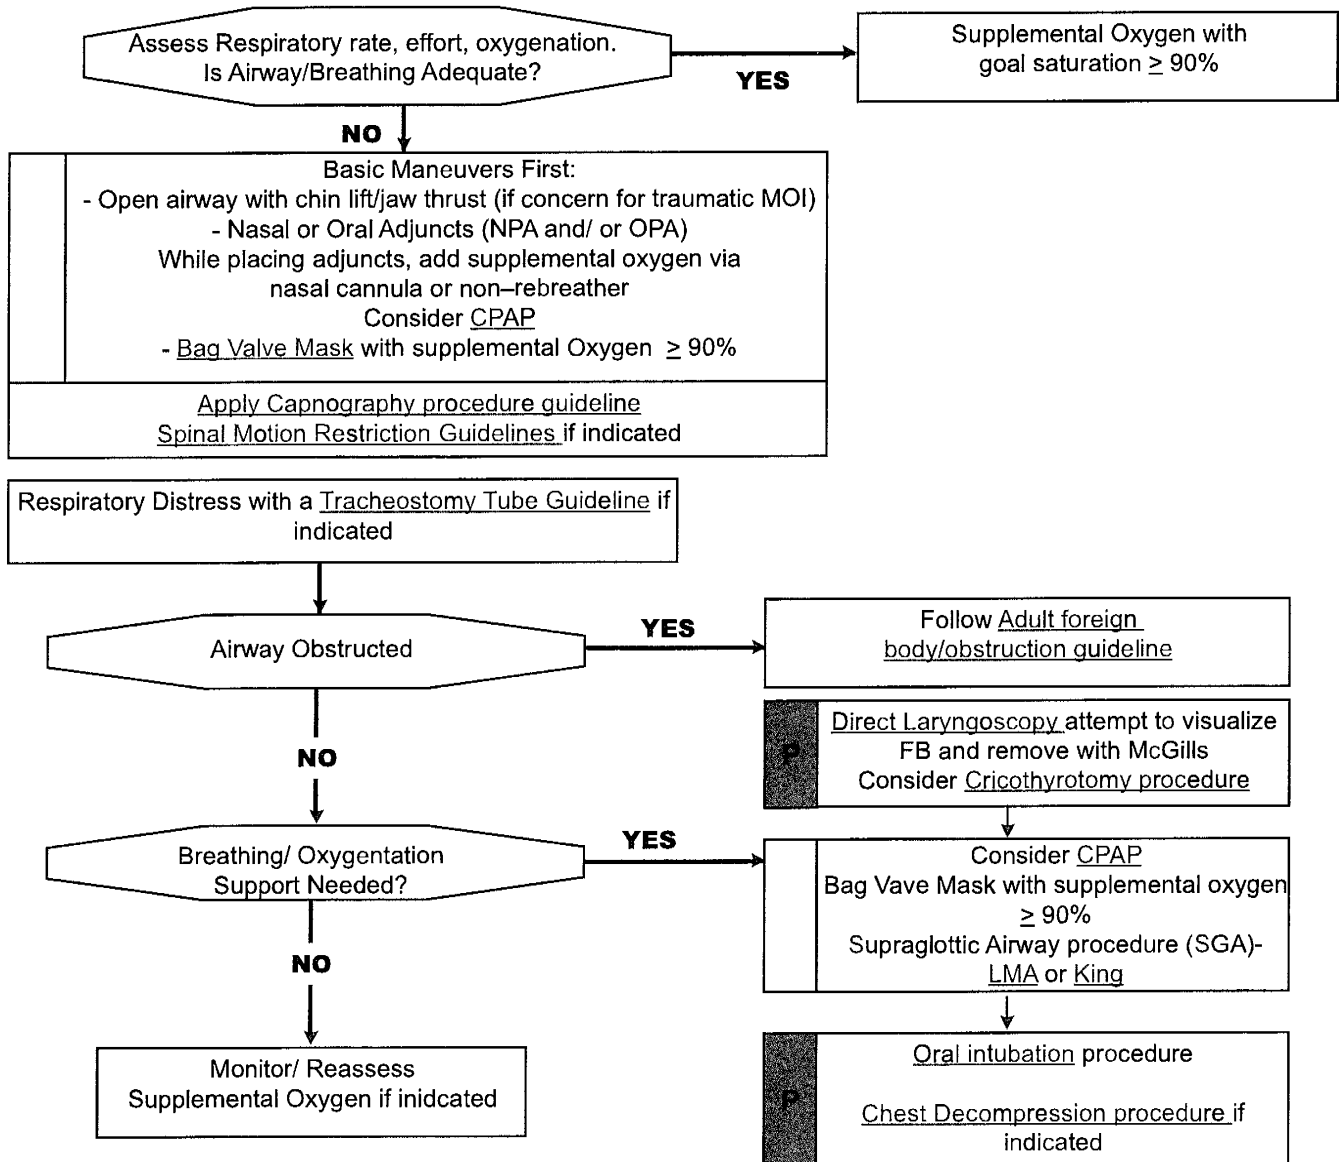 Assess Respiratory rate, effort, oxygenation.
Is Airway/Breathing Adequate?
YES
Supplemental Oxygen with
goal saturation ≥ 90%
NO
Basic Maneuvers First:
- Open airway with chin lift/jaw thrust (if concern for traumatic MOI)
- Nasal or Oral Adjuncts (NPA and/ or OPA)
While placing adjuncts, add supplemental oxygen via
nasal cannula or non–rebreather
Consider CPAP
- Bag Valve Mask with supplemental Oxygen ≥ 90%
Apply Capnography procedure guideline
Spinal Motion Restriction Guidelines if indicated
Respiratory Distress with a Tracheostomy Tube Guideline if
indicated
Airway Obstructed
YES
Follow Adult foreign
body/obstruction guideline
P
Direct Laryngoscopy attempt to visualize
FB and remove with McGills
Consider Cricothyrotomy procedure
NO
Breathing/ Oxygentation
Support Needed?
YES
Consider CPAP
Bag Vave Mask with supplemental oxygen
≥ 90%
Supraglottic Airway procedure (SGA)-
LMA or King
NO
Monitor/ Reassess
Supplemental Oxygen if inidcated
P
Oral intubation procedure
Chest Decompression procedure if
indicated